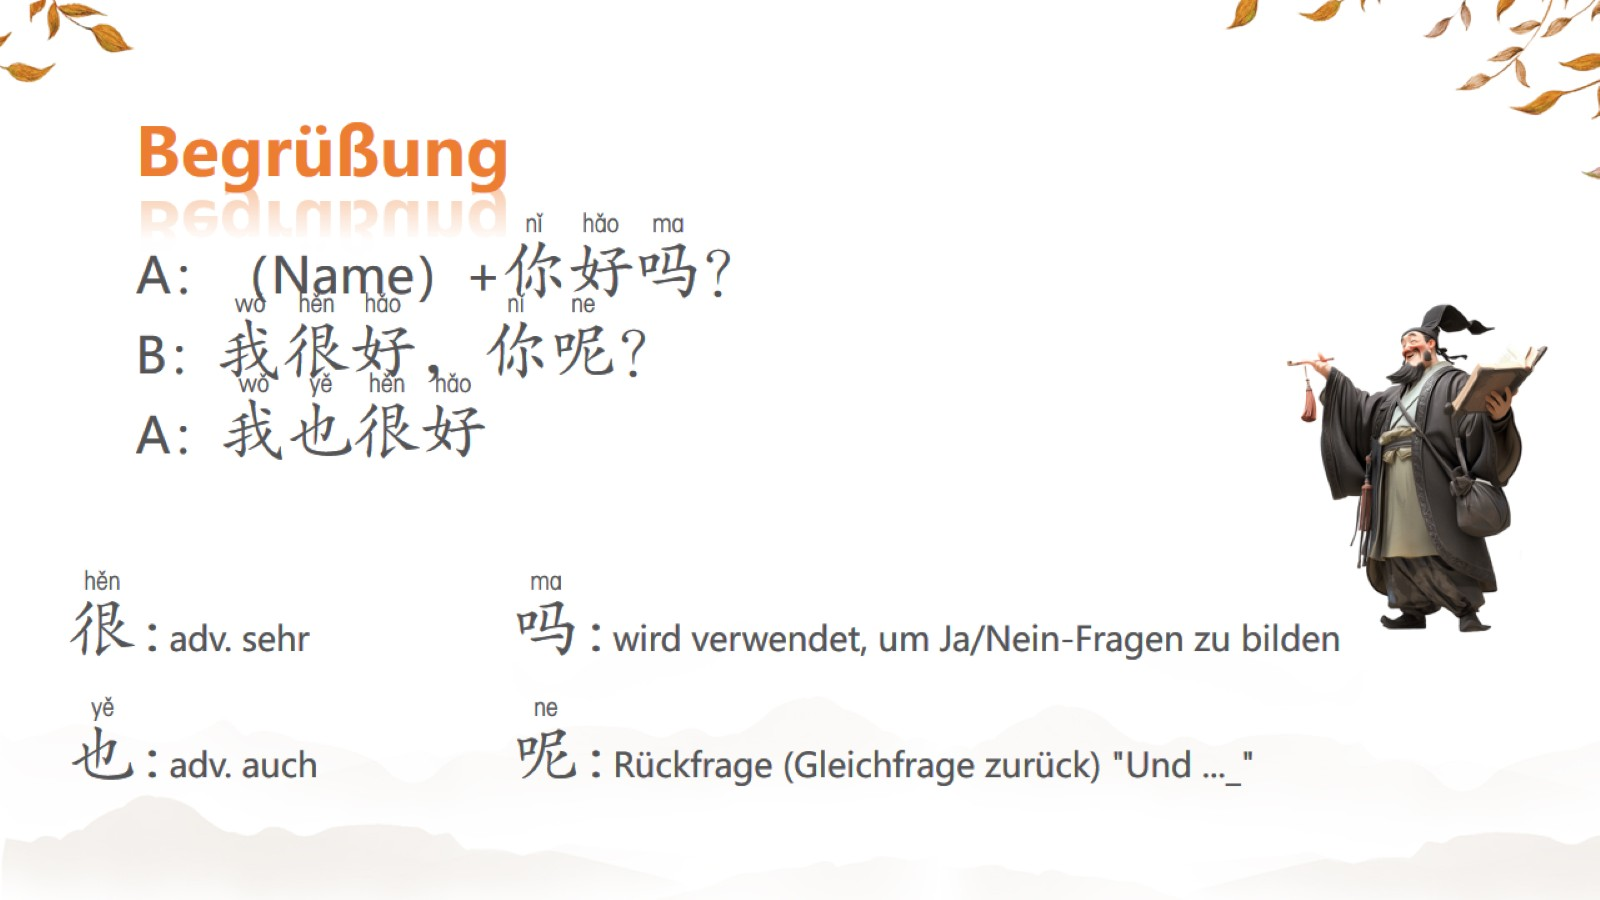 Begrüßung
nǐ hǎo ma
A： （Name）+你好吗？
wǒ hěn hǎo nǐ ne
B：我很好，你呢？
wǒ yě hěn hǎo
A：我也很好
hěn
很：adv. sehr
ma
吗：wird verwendet, um Ja/Nein-Fragen zu bilden
yě
也：adv. auch
ne
呢：Rückfrage (Gleichfrage zurück) "Und ..._"